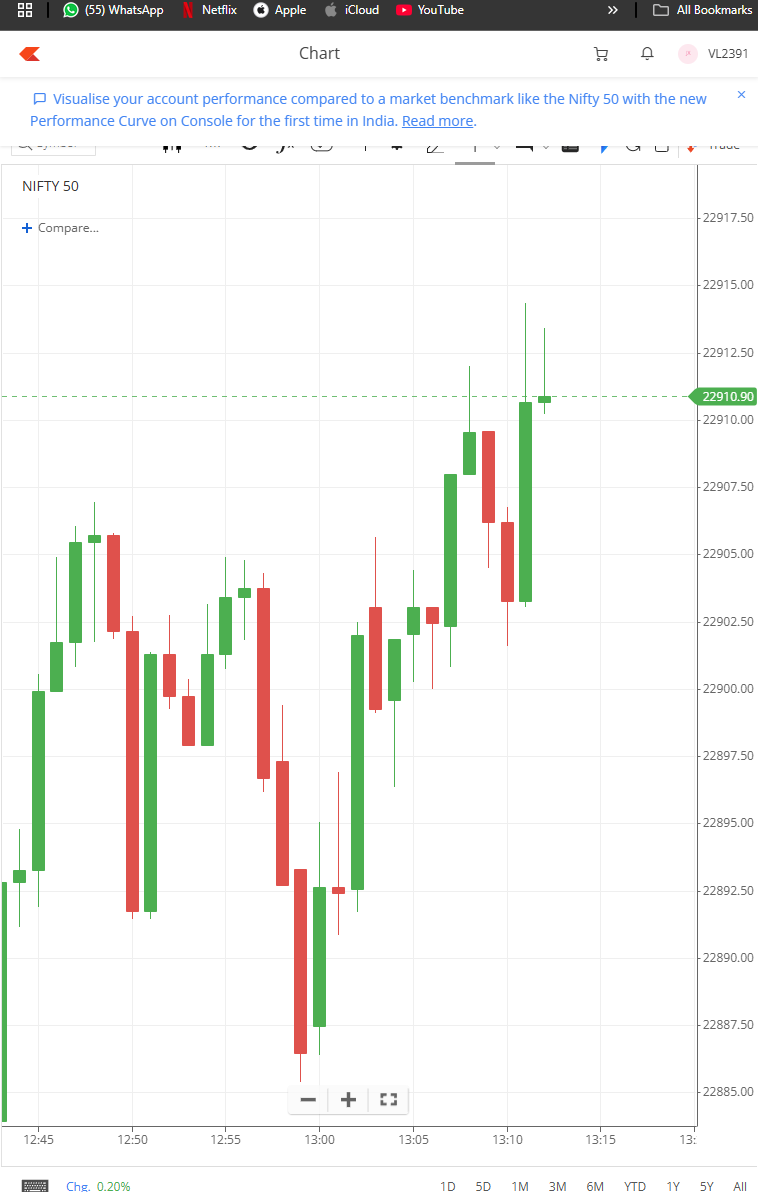 (55) WhatsApp Netflix Apple iCloud YouTube » All Bookmarks
Chart VL2391
Visualise your account performance compared to a market benchmark like the Nifty 50 with the new
Performance Curve on Console for the first time in India. Read more.
NIFTY 50
+ Compare...
22917.50
22915.00
22912.50
22910.90
22910.00
22907.50
22905.00
22902.50
22900.00
22897.50
22895.00
22892.50
22890.00
22887.50
22885.00
12:45 12:50 12:55 13:00 13:05 13:10 13:15 13:
Chg. 0.20% 1D 5D 1M 3M 6M YTD 1Y 5Y All